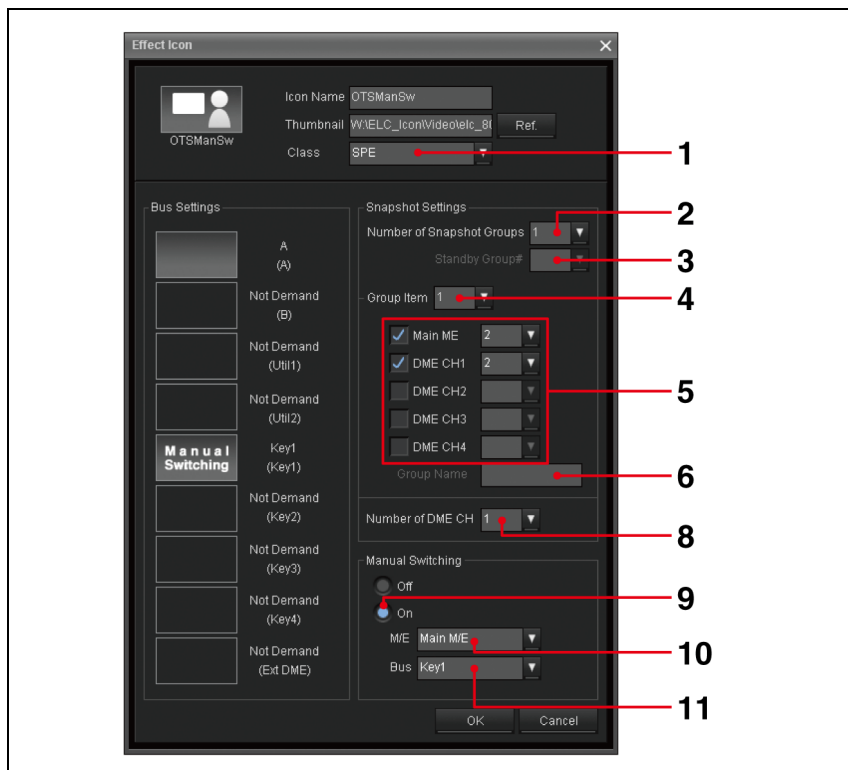 Effect Icon
Icon Name OTSManSw
Thumbnail W:\ELC_Icon\Video\elc_8( Ref.
OTSManSw
Class SPE
1
Bus Settings
A
(A)
Not Demand
(B)
Not Demand
(Util1)
Not Demand
(Util2)
Manual
Switching
Key1
(Key1)
Not Demand
(Key2)
Not Demand
(Key3)
Not Demand
(Key4)
Not Demand
(Ext DME)
Snapshot Settings
Number of Snapshot Groups 1
2
Standby Group#
3
Group Item 1
4
Main ME 2
DME CH1 2
DME CH2
DME CH3
DME CH4
5
Group Name
6
Number of DME CH 1
8
Manual Switching
Off
On
9
M/E Main M/E
10
Bus Key1
11
OK Cancel